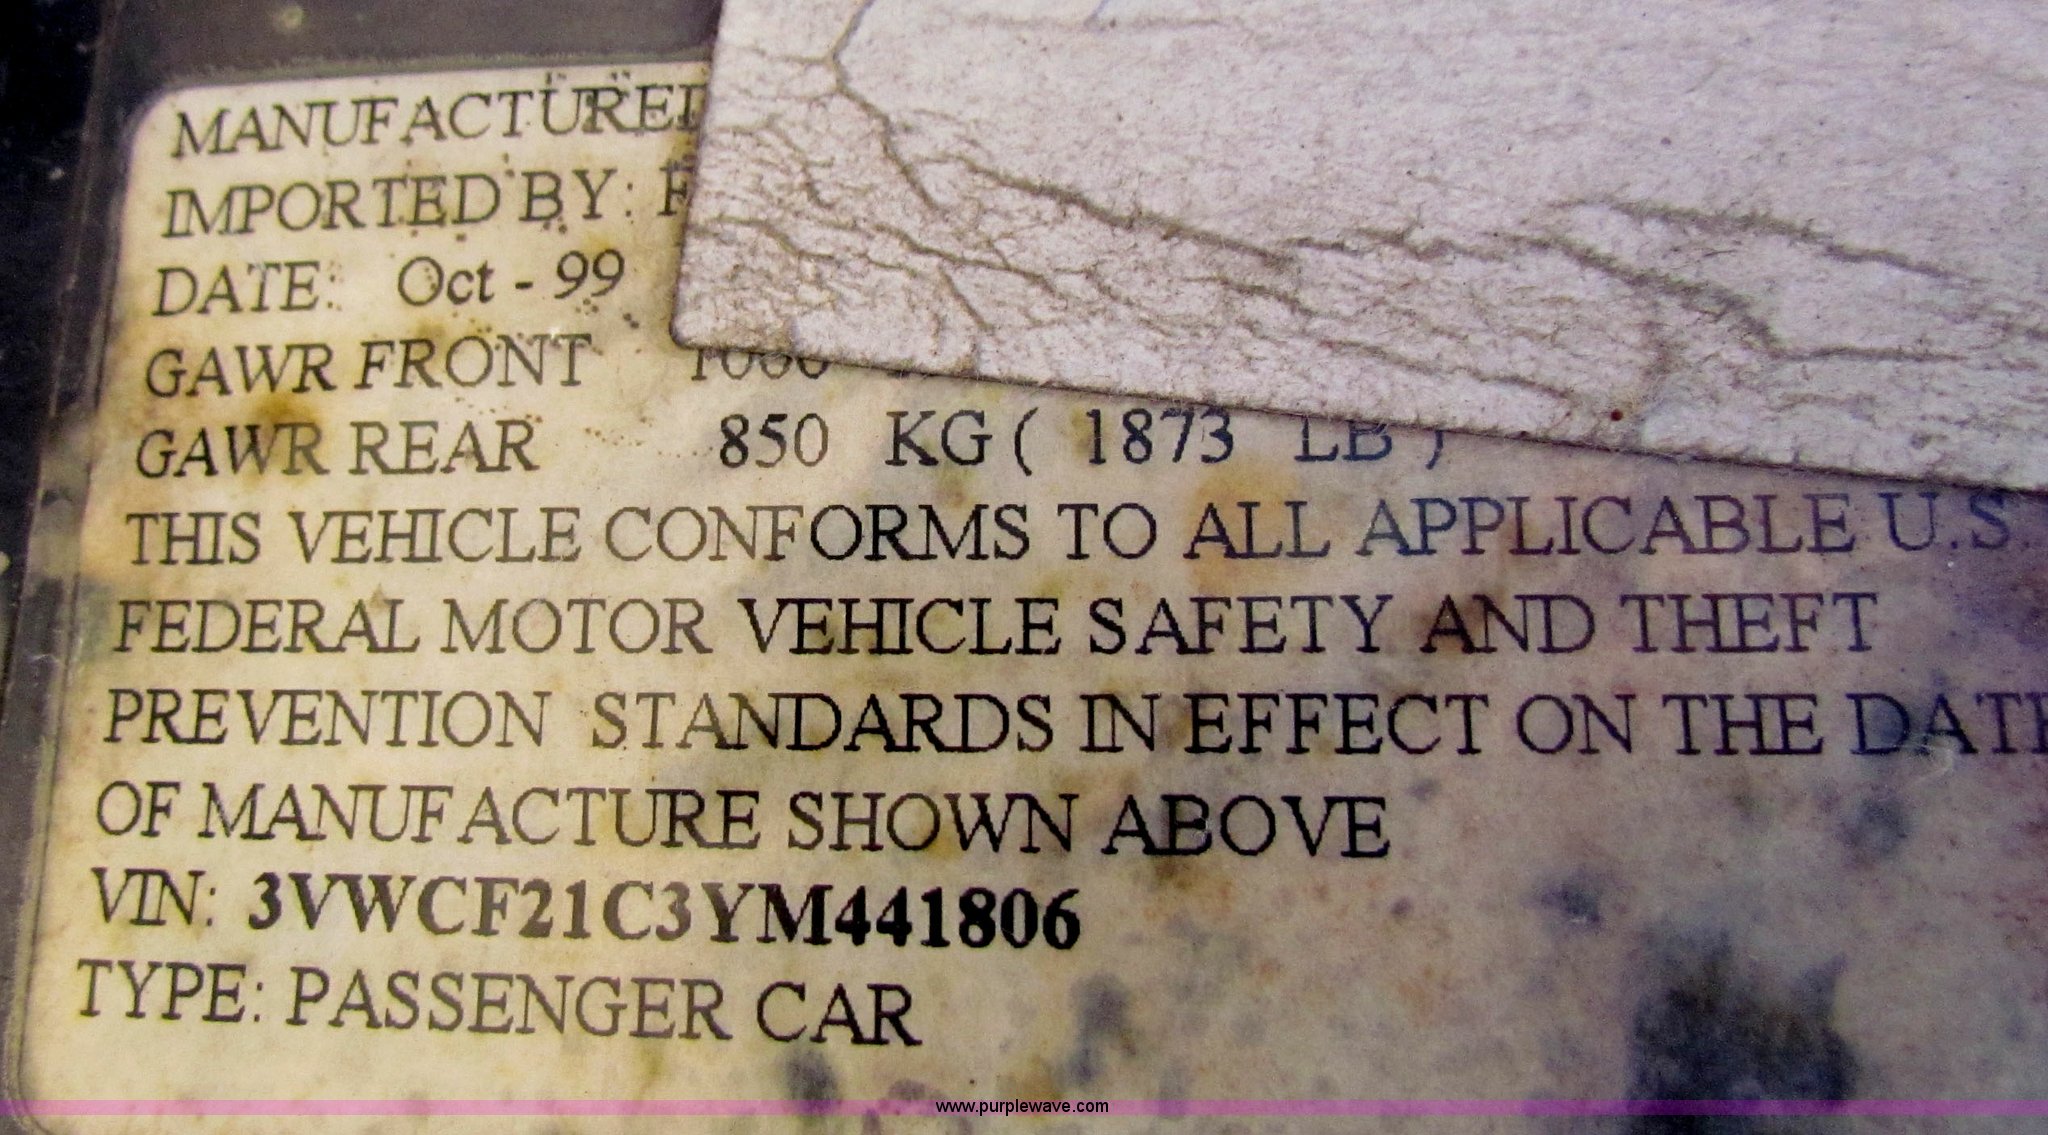 MANUFACTURED
IMPORTED BY:
DATE: Oct - 99
GAWR FRONT
GAWR REAR 850 KG ( 1873 LB )
THIS VEHICLE CONFORMS TO ALL APPLICABLE U.S.
FEDERAL MOTOR VEHICLE SAFETY AND THEFT
PREVENTION STANDARDS IN EFFECT ON THE DATE
OF MANUFACTURE SHOWN ABOVE
VIN: 3VWCF21C3YM441806
TYPE: PASSENGER CAR
www.purplewave.com